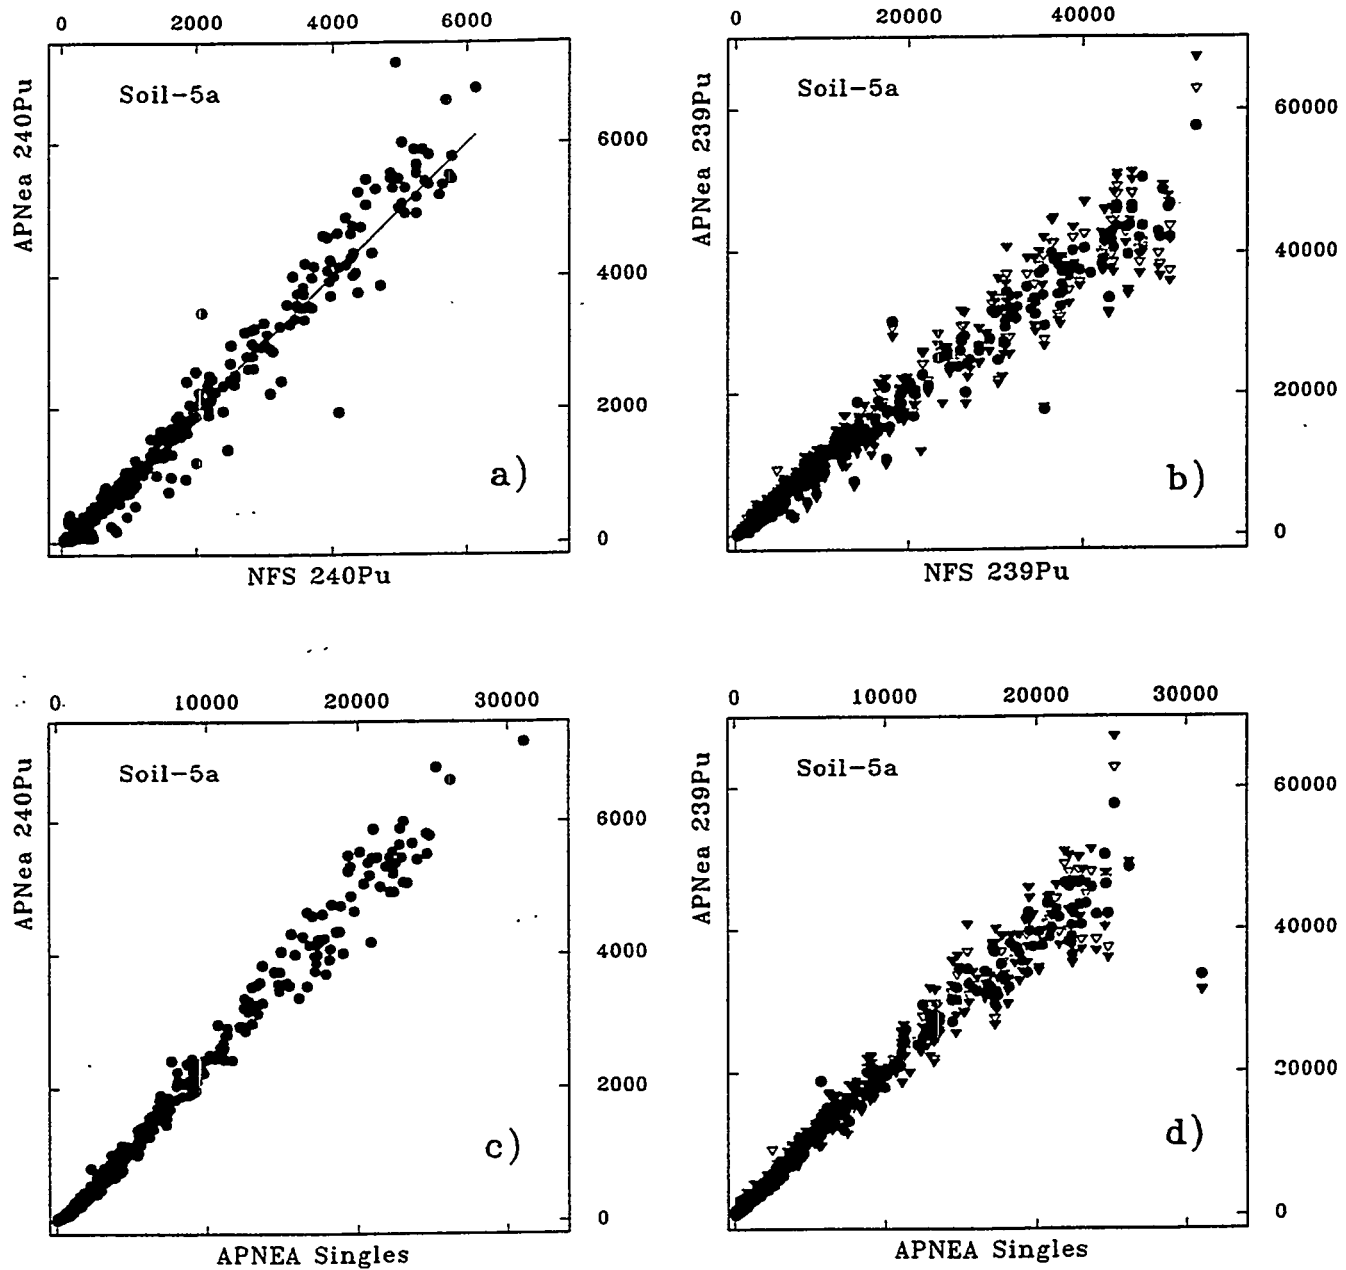 0 2000 4000 6000
APNea 240Pu
Soil-5a
6000
4000
2000
0
a)
NFS 240Pu
0 20000 40000
APNea 239Pu
Soil-5a
60000
40000
20000
0
b)
NFS 239Pu
0 10000 20000 30000
APNea 240Pu
Soil-5a
6000
4000
2000
0
c)
APNEA Singles
0 10000 20000 30000
APNea 239Pu
Soil-5a
60000
40000
20000
0
d)
APNEA Singles